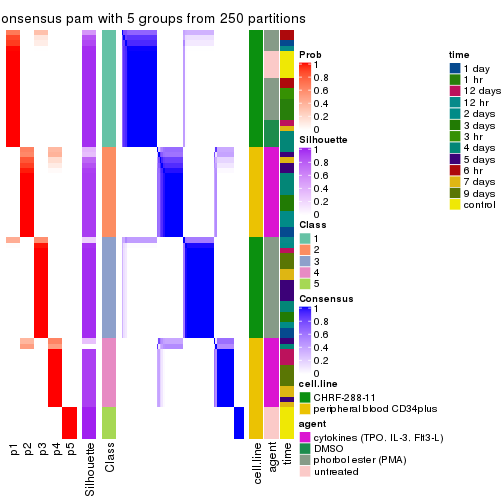 onsensus pam with 5 groups from 250 partitions
Prob
1
0.8
0.6
0.4
0.2
0
Silhouette
1
0.8
0.6
0.4
0.2
0
Class
1
2
3
4
5
Consensus
1
0.8
0.6
0.4
0.2
0
cell.line
CHRF-288-11
peripheral blood CD34plus
agent
cytokines (TPO, IL-3, Flt3-L)
DMSO
phorbol ester (PMA)
untreated
time
1 day
1 hr
12 days
12 hr
2 days
3 days
3 hr
4 days
5 days
6 hr
7 days
9 days
control
p1
p2
p3
p4
p5
Silhouette
Class
cell.line
agent
time